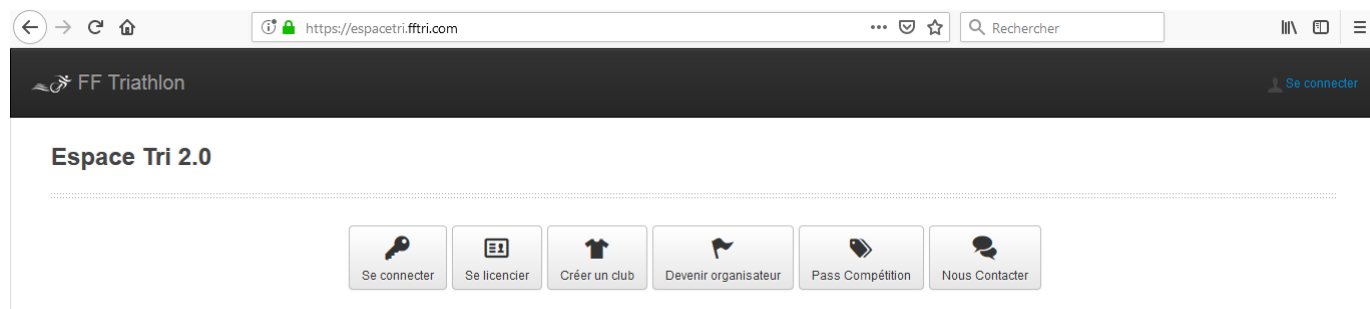 https://espacetri.fftri.com
Rechercher
FF Triathlon
Se connecter
Espace Tri 2.0
Se connecter
Se licencier
Créer un club
Devenir organisateur
Pass Compétition
Nous Contacter